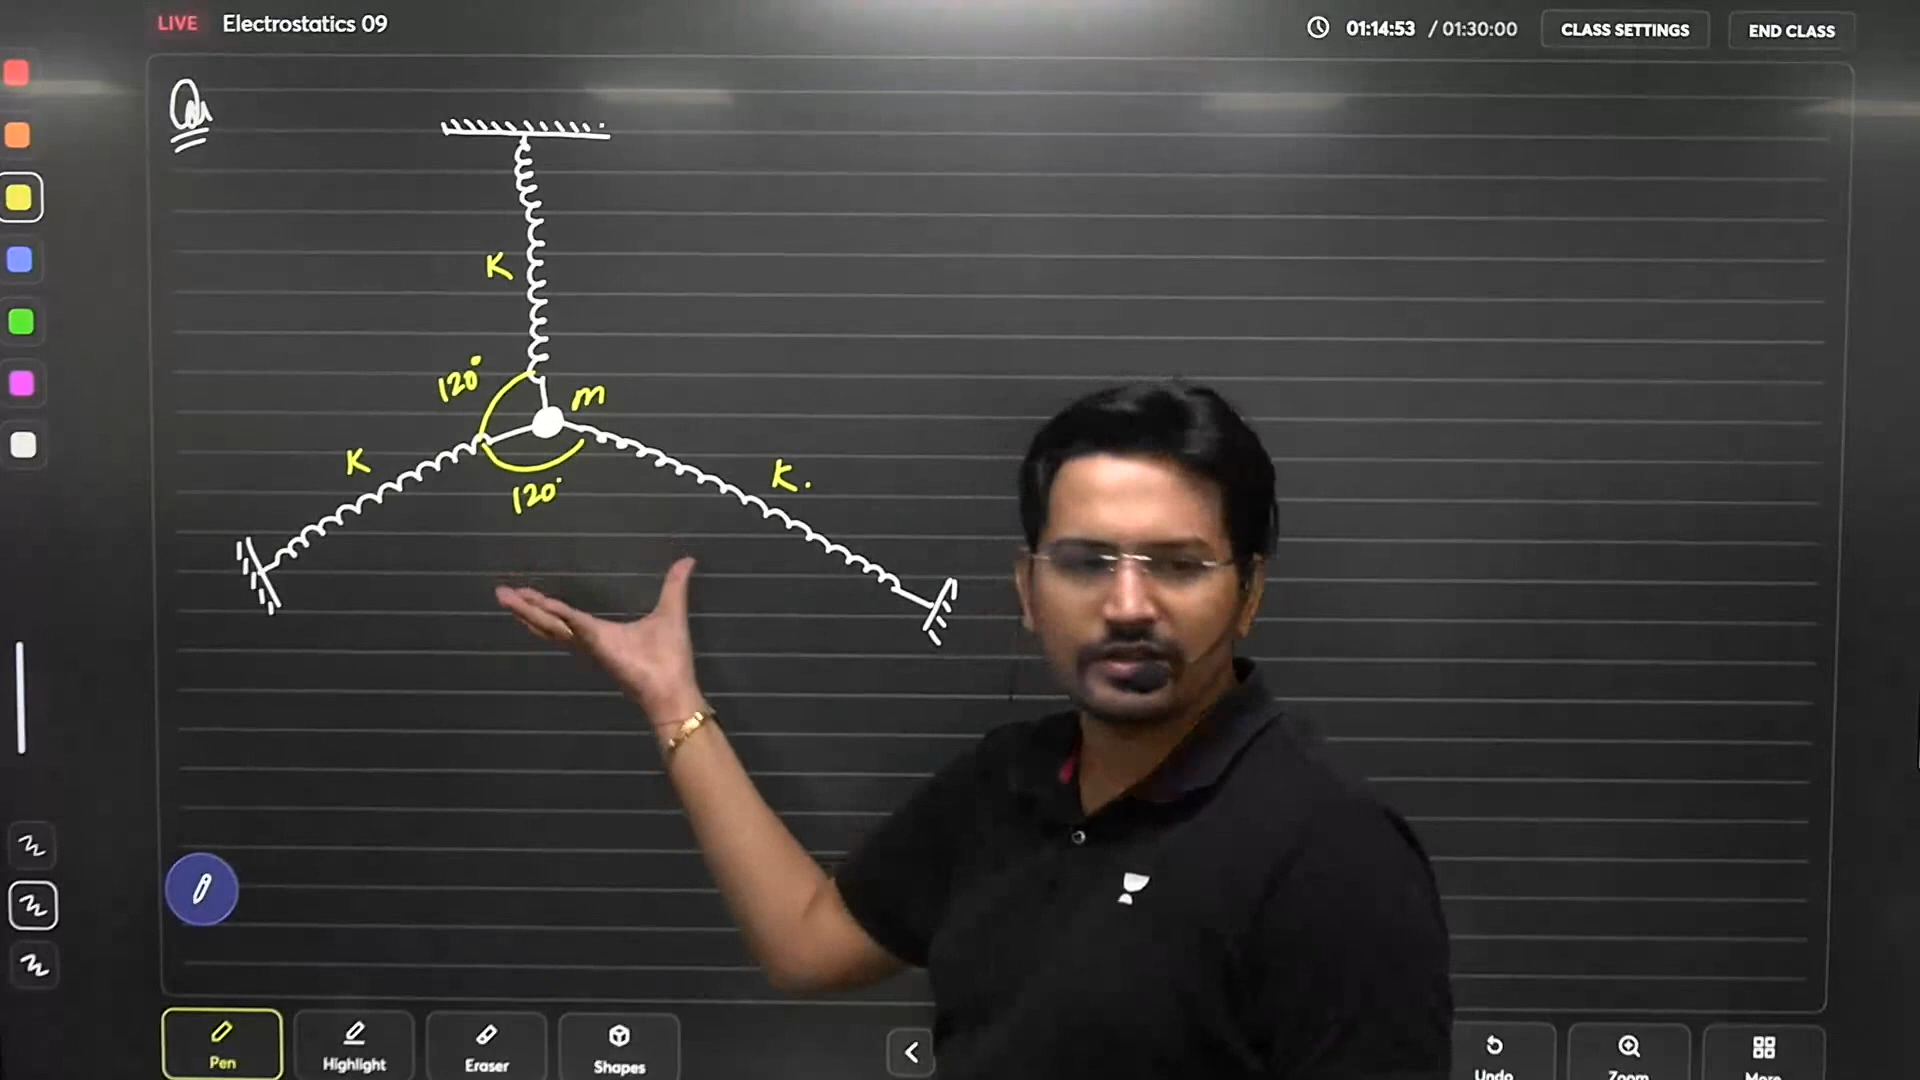 LIVE Electrostatics 09 01:14:53 / 01:30:00 CLASS SETTINGS END CLASS
Qu
K
120°
m
K
120°
K.
Pen Highlight Eraser Shapes Undo Zoom More